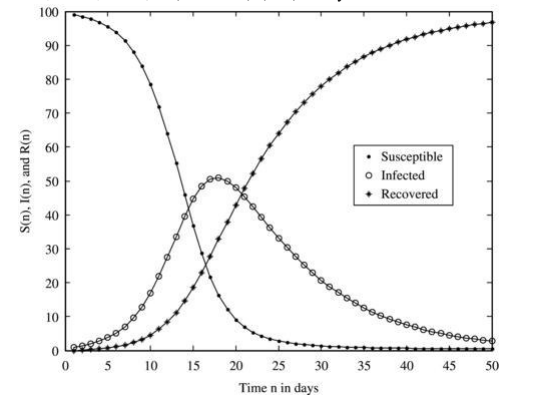 100
90
80
70
60
50
40
30
20
10
0
S(n), I(n), and R(n)
Susceptible
Infected
Recovered
0 5 10 15 20 25 30 35 40 45 50
Time n in days